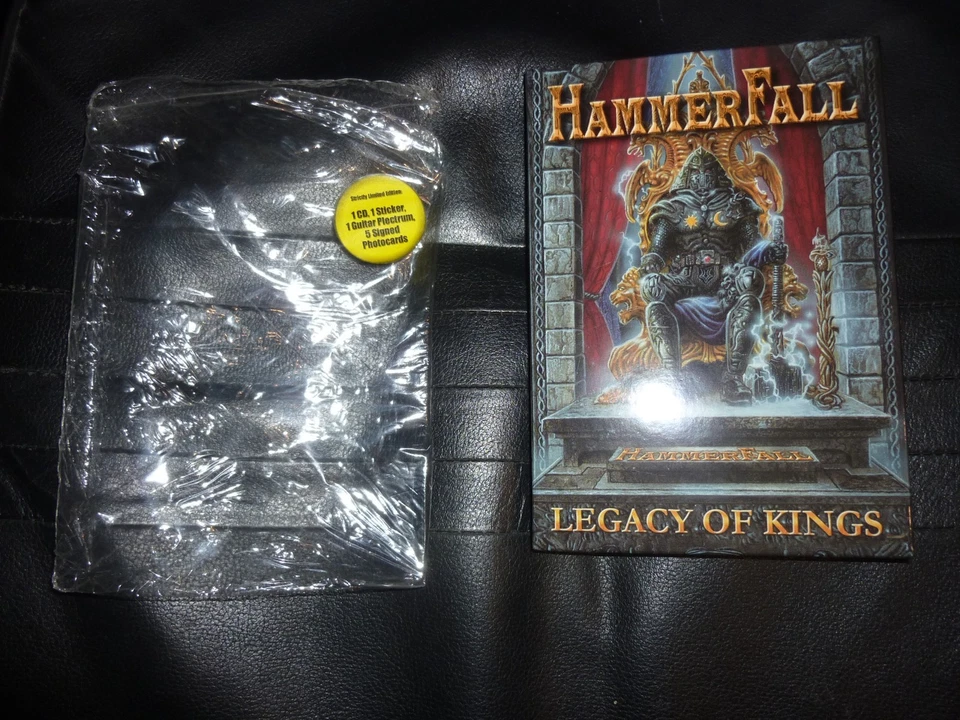 Strictly Limited Edition
1 CD, 1 Sticker,
1 Guitar Plectrum,
5 Signed
Photocards
HAMMERFALL
HAMMERFALL
LEGACY OF KINGS